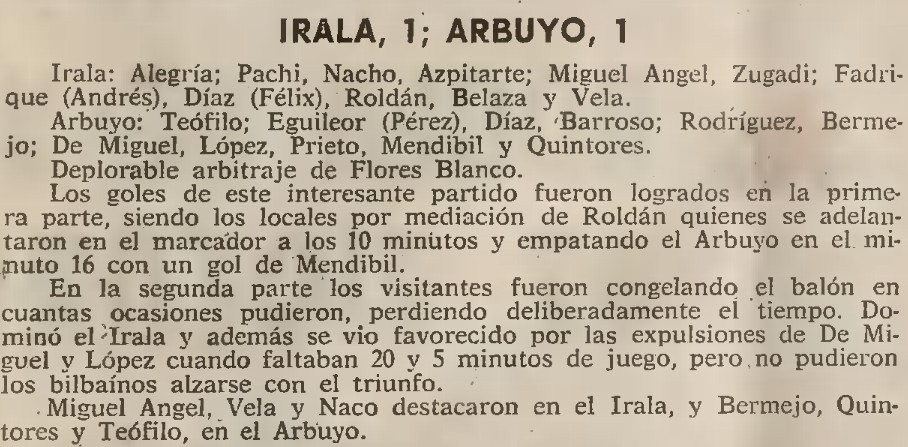 IRALA, 1; ARBUYO, 1
Irala: Alegría; Pachi, Nacho, Azpitarte; Miguel Angel, Zugadi; Fadri-
que (Andrés), Díaz (Félix), Roldán, Belaza y Vela.
Arbuyo: Teófilo; Eguileor (Pérez), Díaz, Barroso; Rodríguez, Berme-
jo; De Miguel, López, Prieto, Mendibil y Quintores.
Deplorable arbitraje de Flores Blanco.
Los goles de este interesante partido fueron logrados en la prime-
ra parte, siendo los locales por mediación de Roldán quienes se adelan-
taron en el marcador a los 10 minutos y empatando el Arbuyo en el mi-
nuto 16 con un gol de Mendibil.
En la segunda parte los visitantes fueron congelando el balón en
cuantas ocasiones pudieron, perdiendo deliberadamente el tiempo. Do-
minó el Irala y además se vio favorecido por las expulsiones de De Mi-
guel y López cuando faltaban 20 y 5 minutos de juego, pero no pudieron
los bilbaínos alzarse con el triunfo.
Miguel Angel, Vela y Naco destacaron en el Irala, y Bermejo, Quin-
tores y Teófilo, en el Arbuyo.